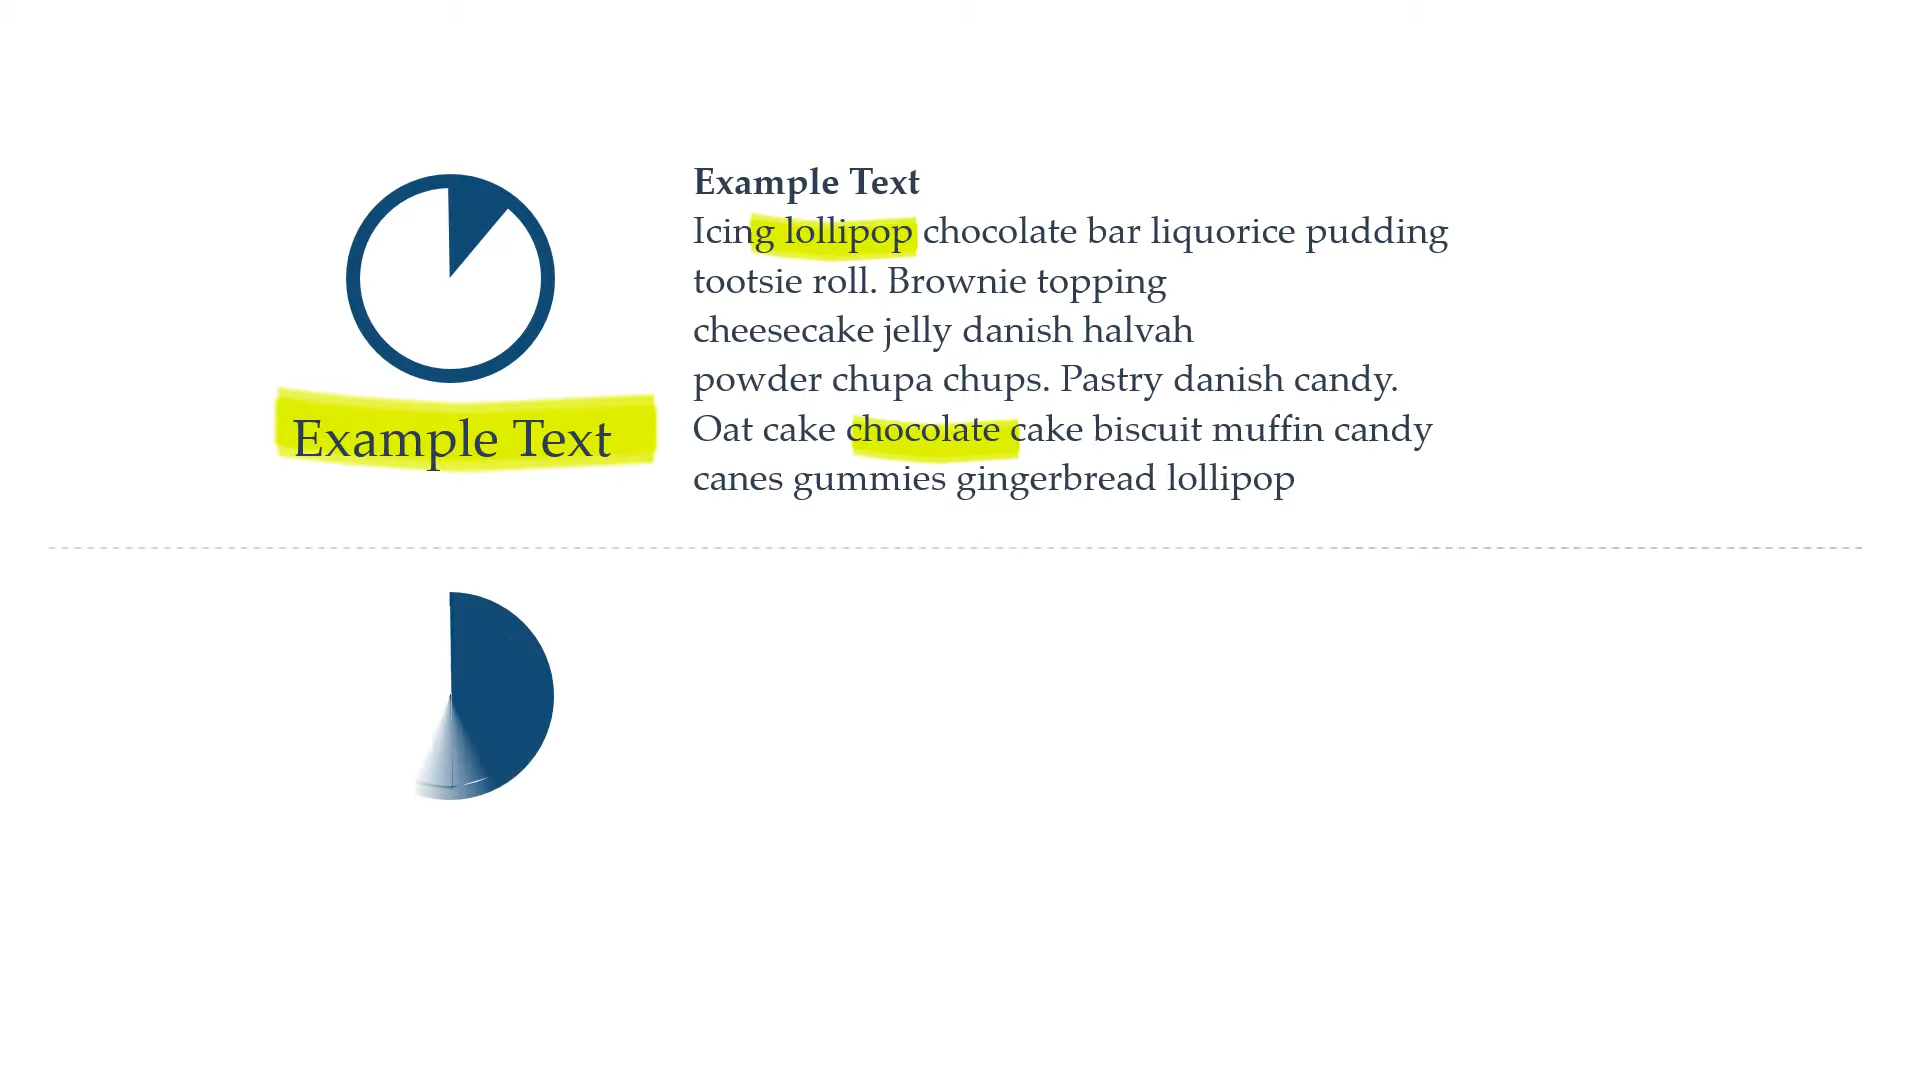 Example Text
Example Text
Icing lollipop chocolate bar liquorice pudding
tootsie roll. Brownie topping
cheesecake jelly danish halvah
powder chupa chups. Pastry danish candy.
Oat cake chocolate cake biscuit muffin candy
canes gummies gingerbread lollipop